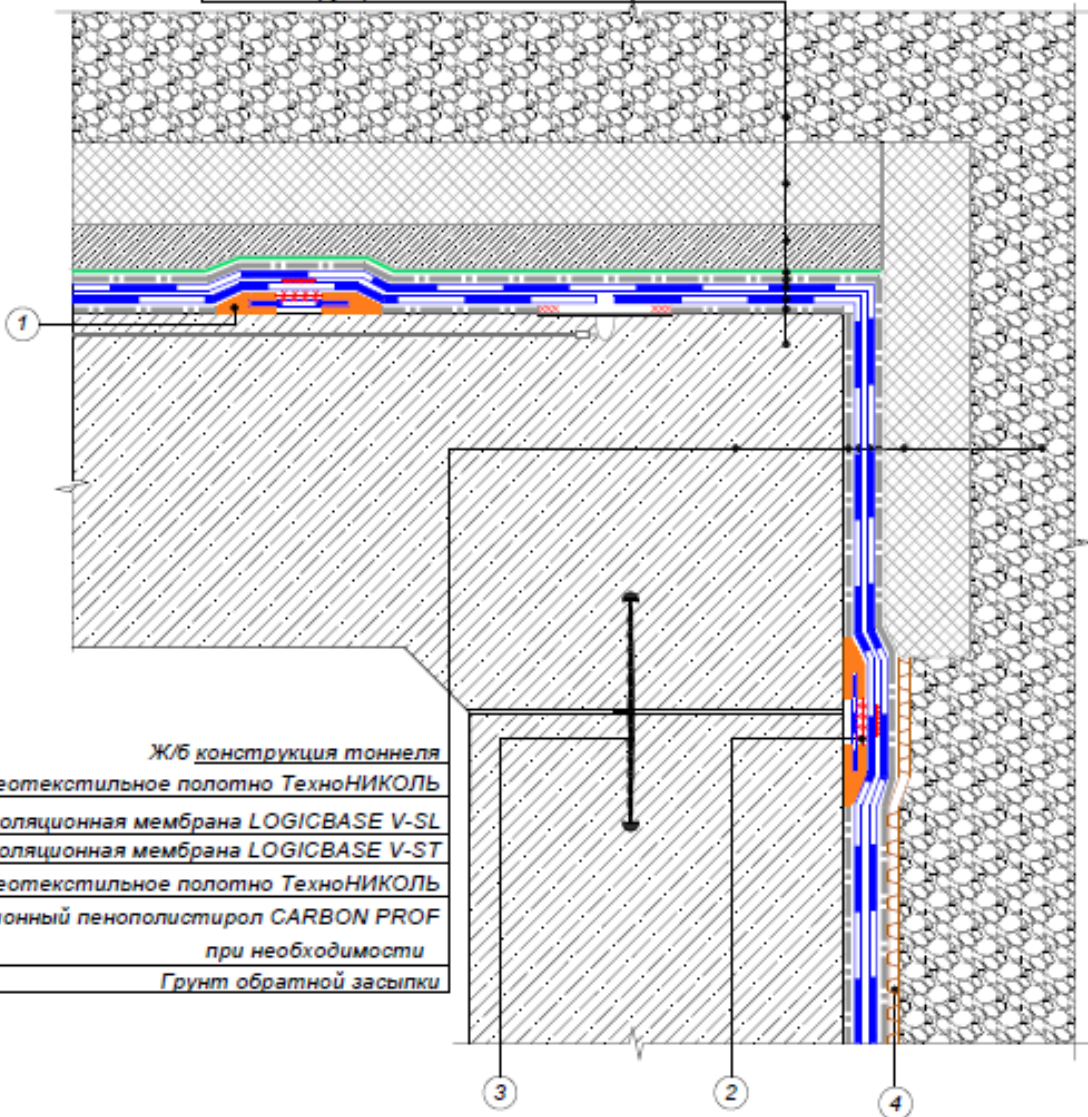 1
Ж/б конструкция тоннеля
еотекстильное полотно ТехноНИКОЛЬ
оляционная мембрана LOGICBASE V-SL
оляционная мембрана LOGICBASE V-ST
еотекстильное полотно ТехноНИКОЛЬ
ионный пенополистирол CARBON PROF
при необходимости
Грунт обратной засыпки
3
2
4